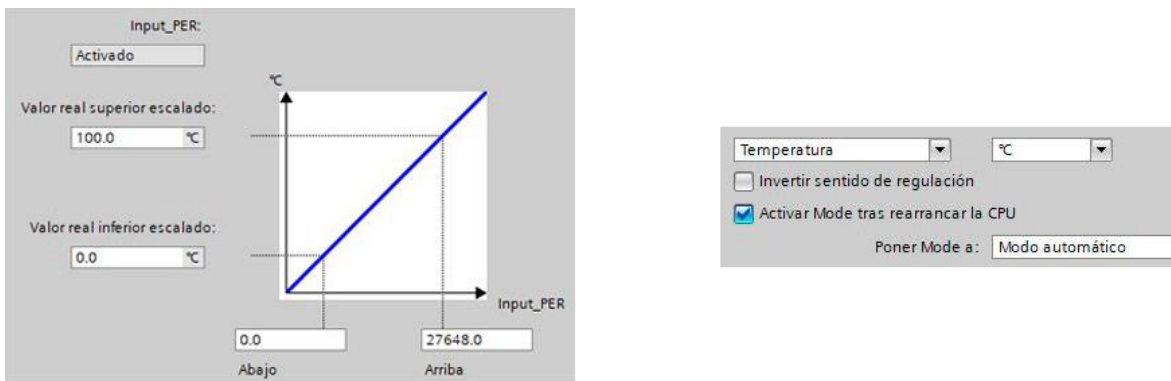 Input_PER:
Activado
°C
Valor real superior escalado:
100.0 °C
Valor real inferior escalado:
0.0 °C
Input_PER
0.0 27648.0
Abajo Arriba
Temperatura °C
Invertir sentido de regulación
Activar Mode tras rearrancar la CPU
Poner Mode a: Modo automático